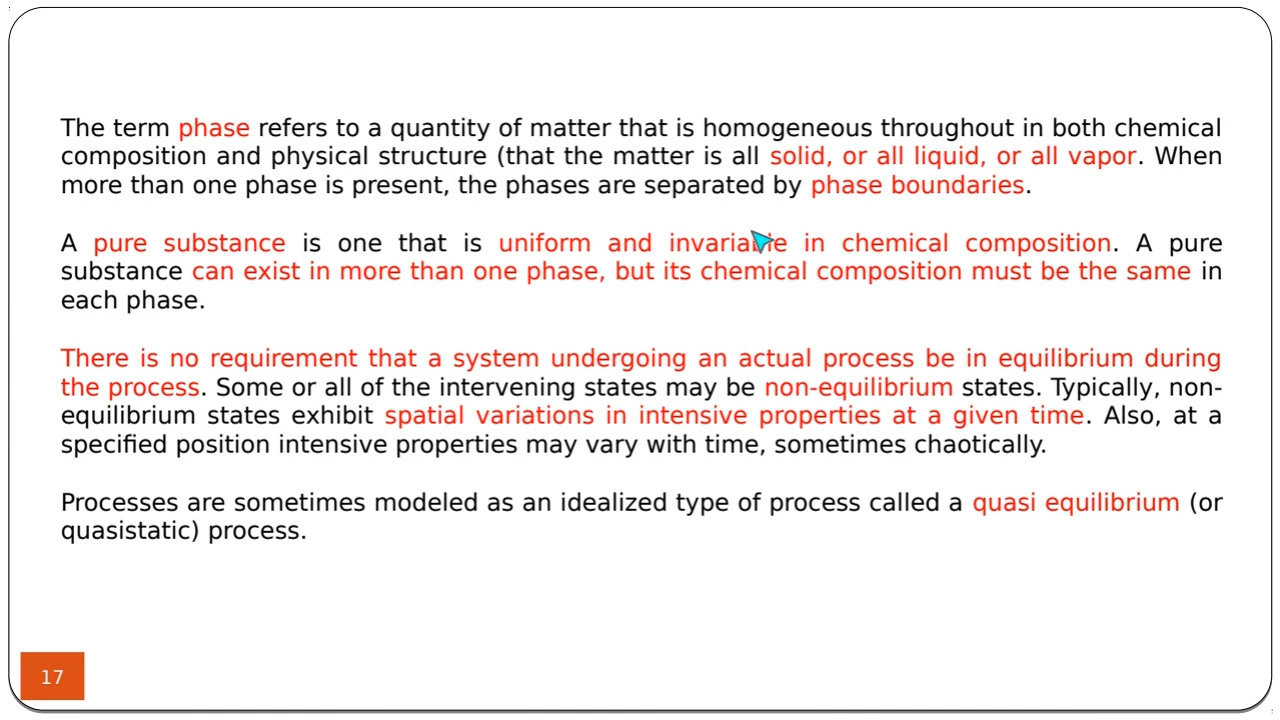 The term phase refers to a quantity of matter that is homogeneous throughout in both chemical
composition and physical structure (that the matter is all solid, or all liquid, or all vapor. When
more than one phase is present, the phases are separated by phase boundaries.
A pure substance is one that is uniform and invariable in chemical composition. A pure
substance can exist in more than one phase, but its chemical composition must be the same in
each phase.
There is no requirement that a system undergoing an actual process be in equilibrium during
the process. Some or all of the intervening states may be non-equilibrium states. Typically, non-
equilibrium states exhibit spatial variations in intensive properties at a given time. Also, at a
specified position intensive properties may vary with time, sometimes chaotically.
Processes are sometimes modeled as an idealized type of process called a quasi equilibrium (or
quasistatic) process.
17